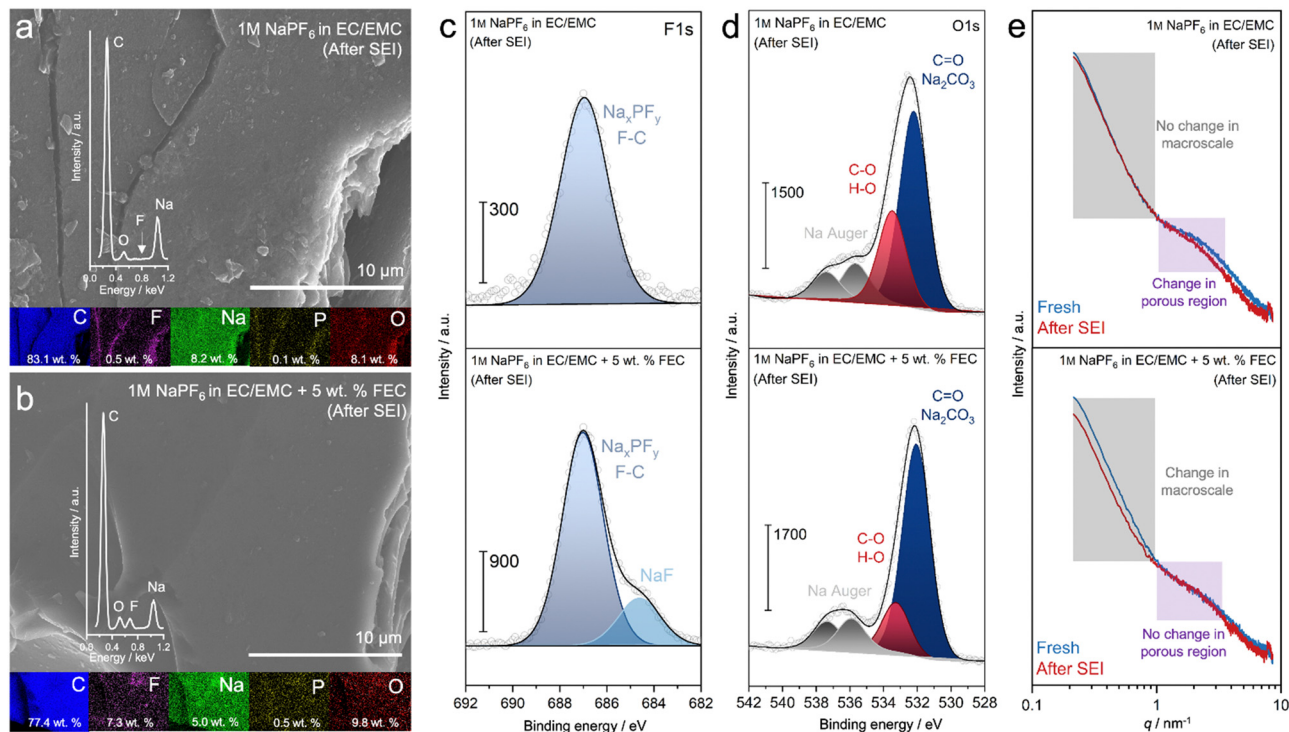 a
1M NaPF6 in EC/EMC
(After SEI)
C
Intensity / a.u.
O
F
Na
0.0 0.4 0.8 1.2
Energy / keV
10 µm
C
F
Na
P
O
83.1 wt. %
0.5 wt. %
8.2 wt. %
0.1 wt. %
8.1 wt. %
b
1M NaPF6 in EC/EMC + 5 wt. % FEC
(After SEI)
C
Intensity / a.u.
O F
Na
0.0 0.4 0.8 1.2
Energy / keV
10 µm
C
F
Na
P
O
77.4 wt. %
7.3 wt. %
5.0 wt. %
0.5 wt. %
9.8 wt. %
c
1M NaPF6 in EC/EMC
(After SEI)
F1s
NaxPFy
F-C
300
Intensity / a.u.
1M NaPF6 in EC/EMC + 5 wt. % FEC
(After SEI)
NaxPFy
F-C
900
NaF
692 690 688 686 684 682
Binding energy / eV
d
1M NaPF6 in EC/EMC
(After SEI)
O1s
C=O
Na2CO3
C-O
H-O
1500
Na Auger
Intensity / a.u.
1M NaPF6 in EC/EMC + 5 wt. % FEC
(After SEI)
C=O
Na2CO3
1700
C-O
H-O
Na Auger
542 540 538 536 534 532 530 528
Binding energy / eV
e
1M NaPF6 in EC/EMC
(After SEI)
No change in
macroscale
Change in
porous region
Fresh
After SEI
Intensity / a.u.
1M NaPF6 in EC/EMC + 5 wt. % FEC
(After SEI)
Change in
macroscale
No change in
porous region
Fresh
After SEI
0.1 1 10
q / nm-1